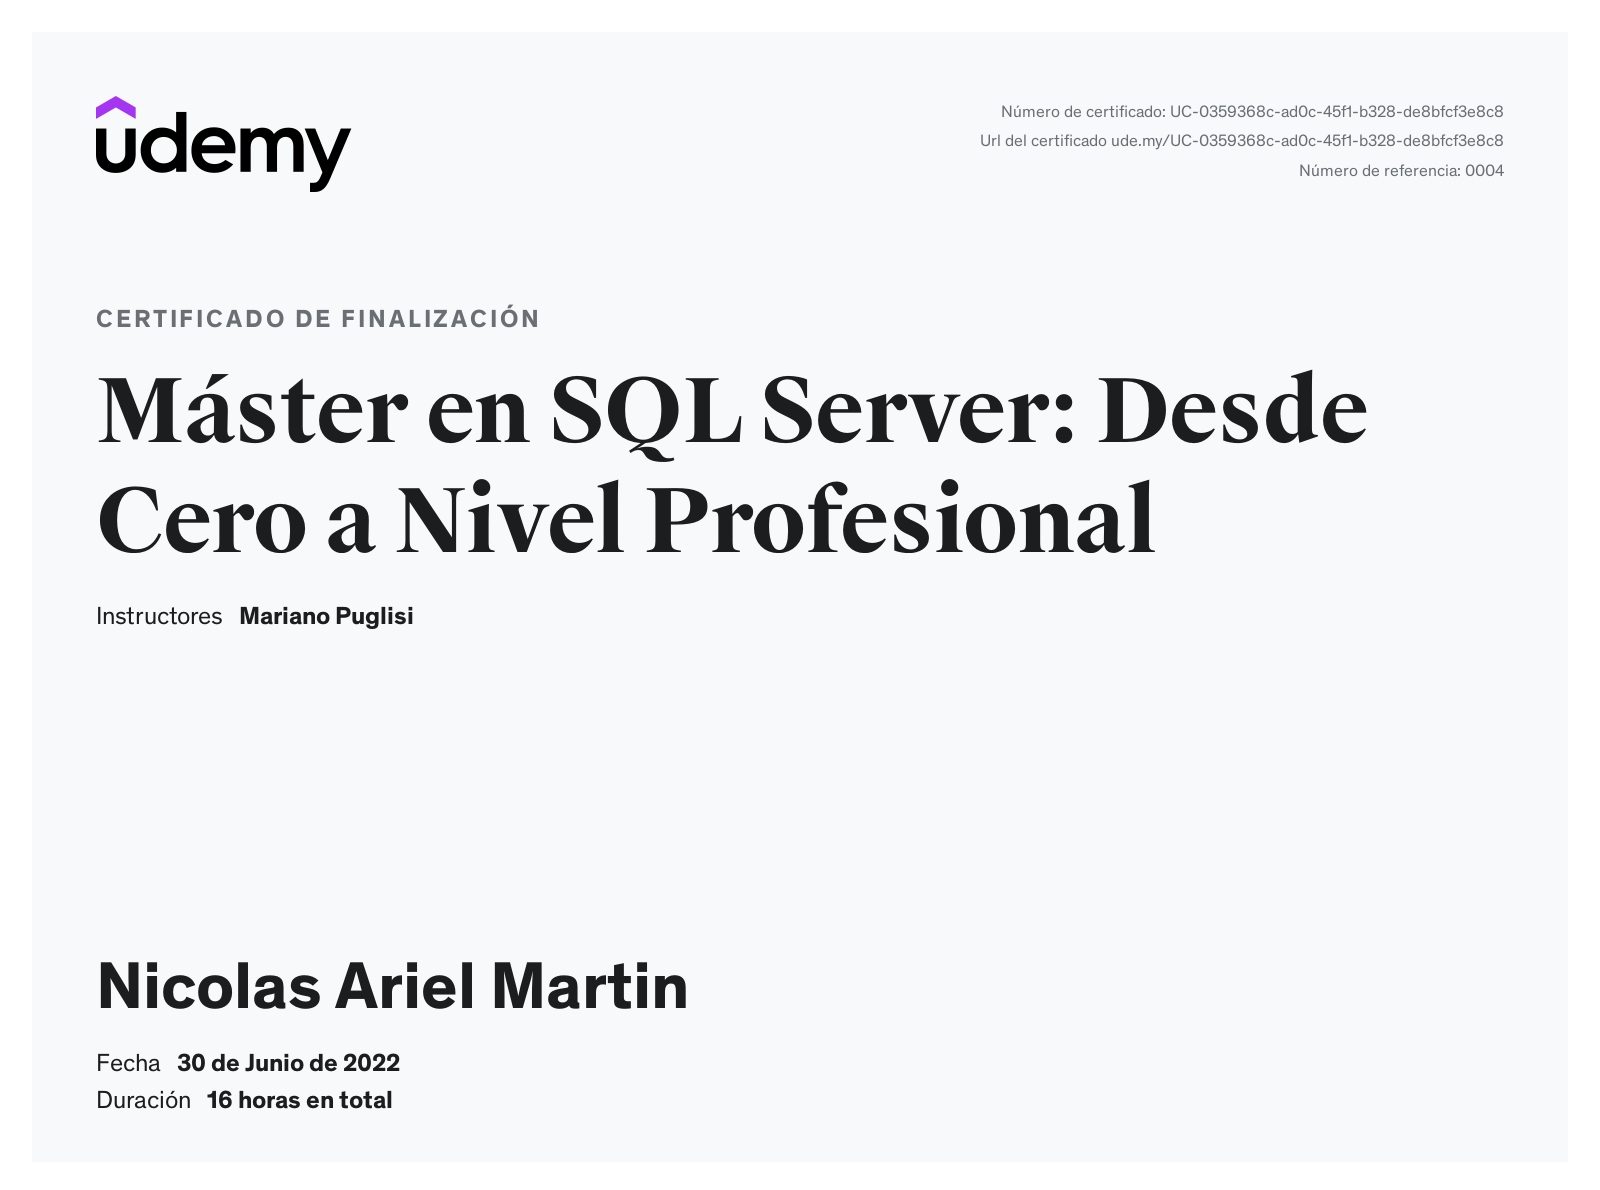 udemy
Número de certificado: UC-0359368c-ad0c-45f1-b328-de8bfcf3e8c8
Url del certificado ude.my/UC-0359368c-ad0c-45f1-b328-de8bfcf3e8c8
Número de referencia: 0004
CERTIFICADO DE FINALIZACIÓN
Máster en SQL Server: Desde
Cero a Nivel Profesional
Instructores Mariano Puglisi
Nicolas Ariel Martin
Fecha 30 de Junio de 2022
Duración 16 horas en total